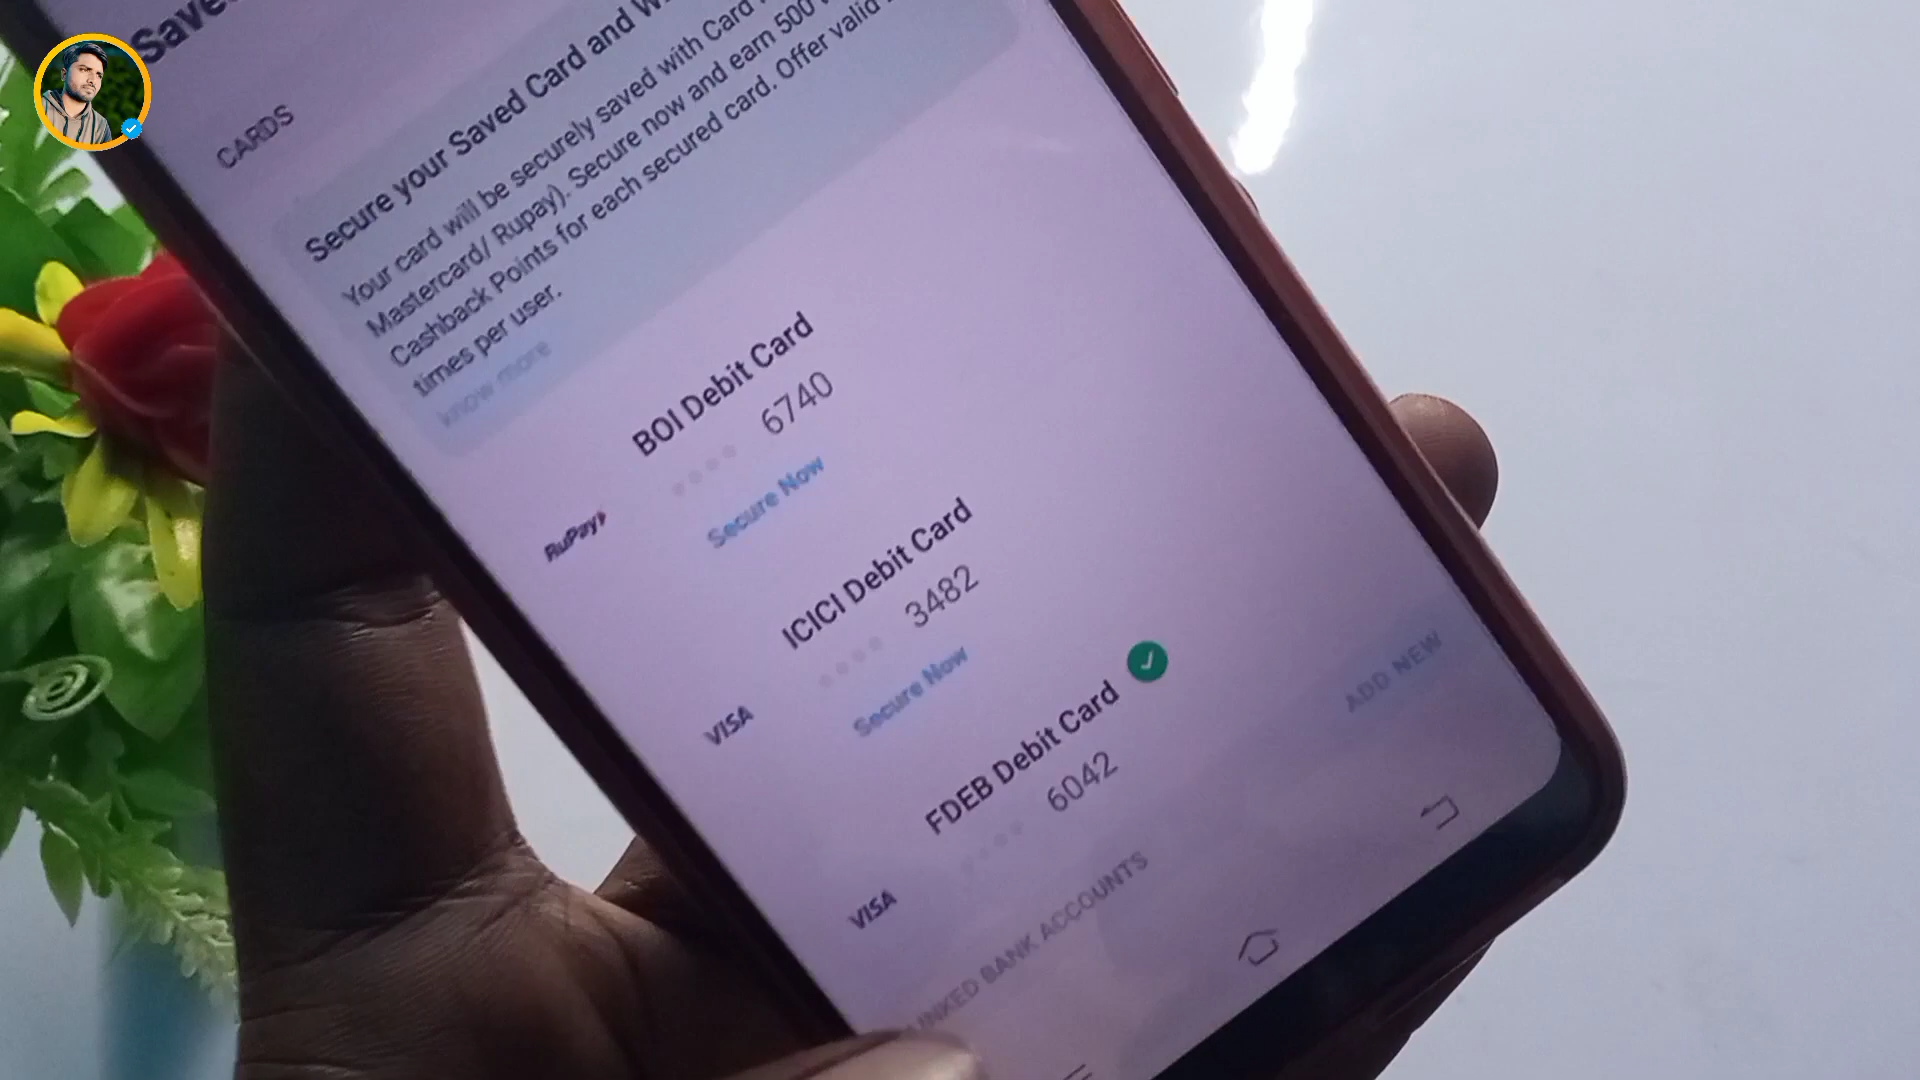 Saved
CARDS
Secure your Saved Card and
Your card will be securely saved with Card
Mastercard/ Rupay). Secure now and earn 500
Cashback Points for each secured card. Offer valid
times per user.
know more
BOI Debit Card
6740
RuPay
Secure Now
ICICI Debit Card
3482
VISA
Secure Now
FDEB Debit Card
6042
VISA
ADD NEW
LINKED BANK ACCOUNTS